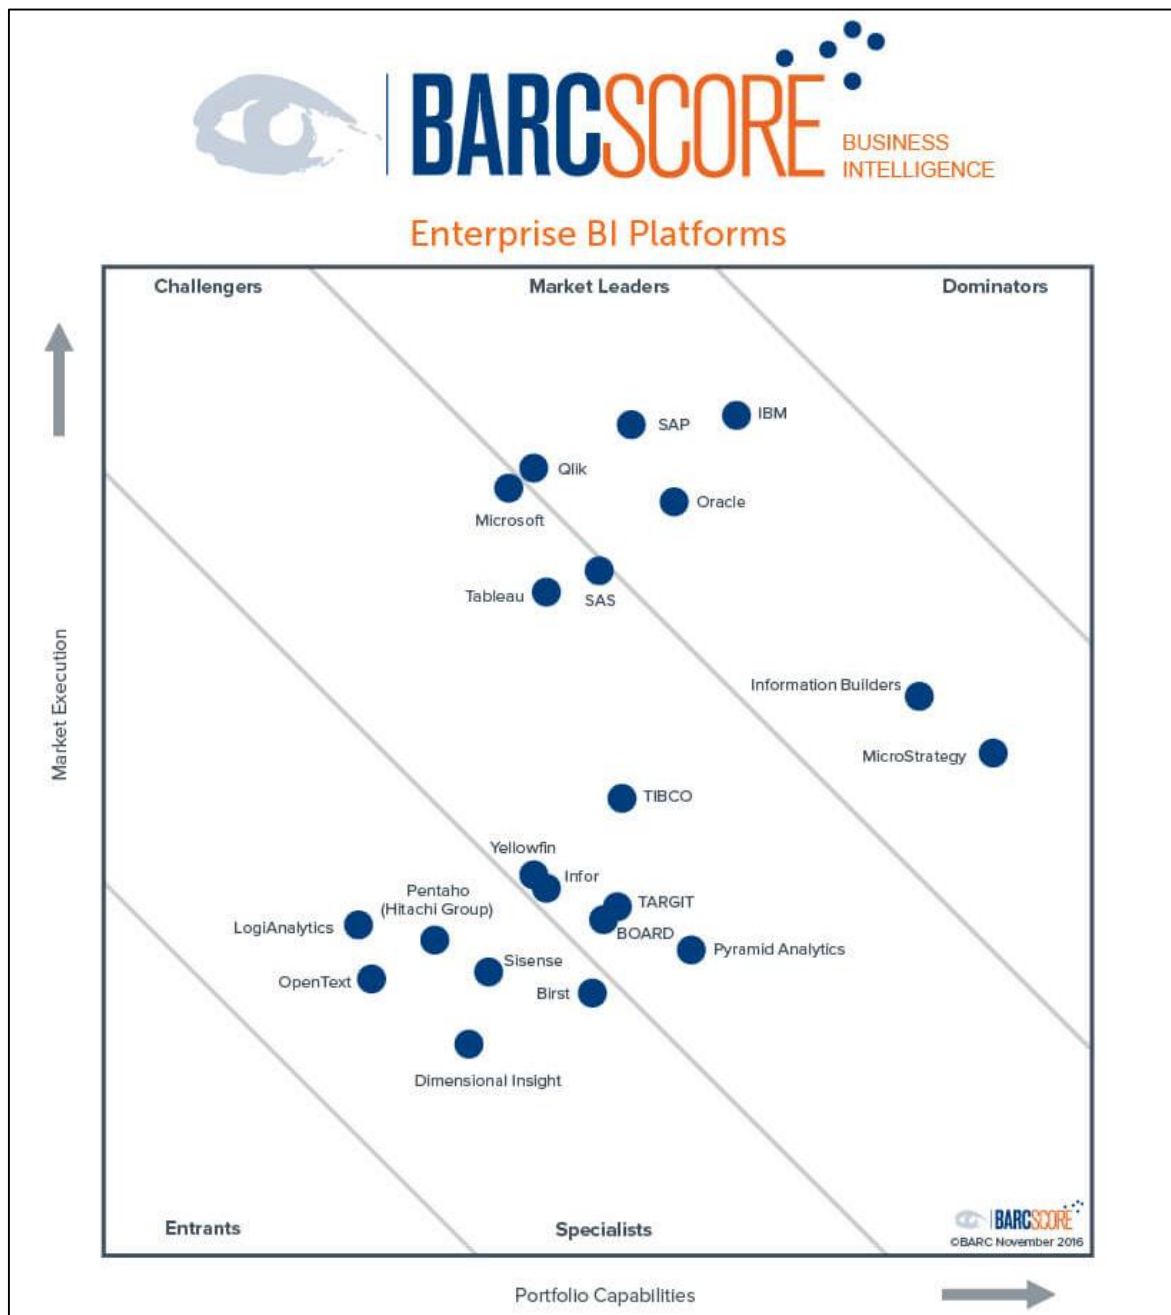 BARCSCORE
BUSINESS
INTELLIGENCE
Enterprise BI Platforms
Challengers
Market Leaders
Dominators
SAP
IBM
Qlik
Oracle
Microsoft
Tableau
SAS
Market Execution
Information Builders
MicroStrategy
TIBCO
Yellowfin
Infor
Pentaho
(Hitachi Group)
TARGIT
LogiAnalytics
BOARD
Pyramid Analytics
Sisense
OpenText
Birst
Dimensional Insight
Entrants
Specialists
BARCSCORE
©BARC November 2016
Portfolio Capabilities